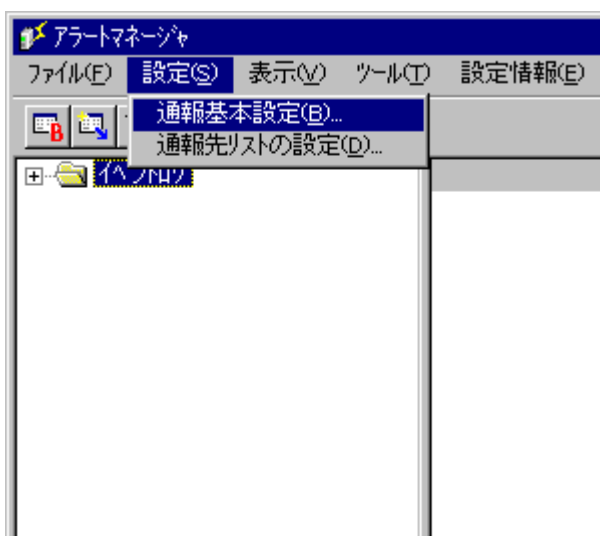 ｱﾗｰﾄﾏﾈｰｼﾞｬ
ﾌｧｲﾙ(F) 設定(S) 表示(V) ﾂｰﾙ(T) 設定情報(E)
通報基本設定(B)...
通報先ﾘｽﾄの設定(D)...
ｲﾍﾞﾝﾄﾛｸﾞ